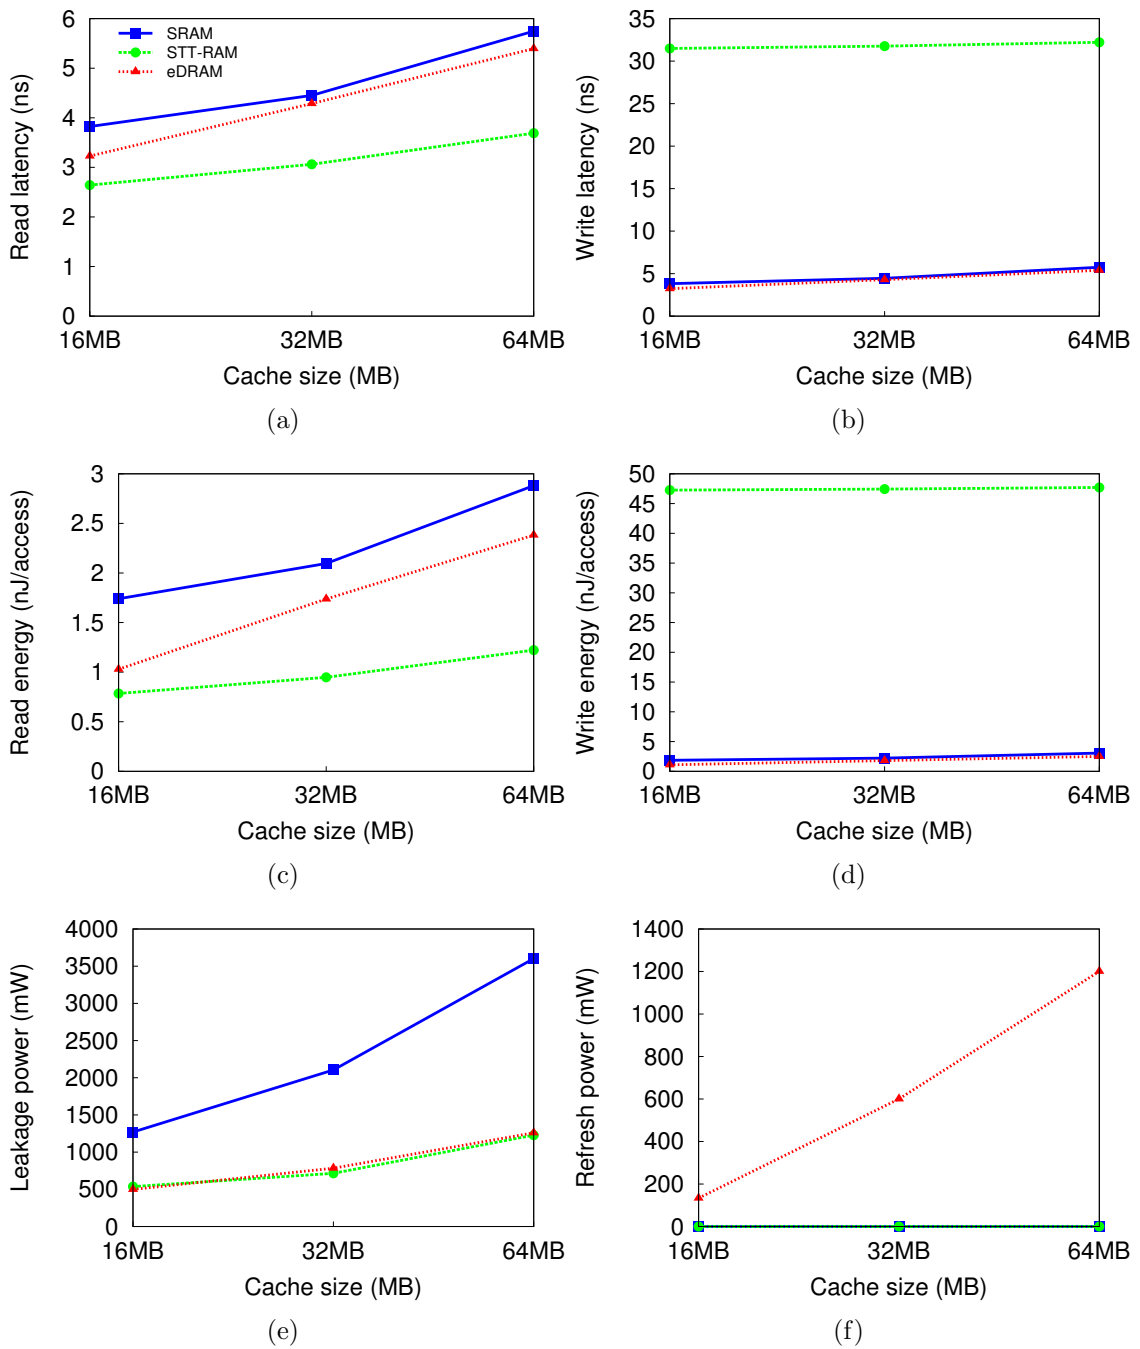 Read latency (ns)
6
5
4
3
2
1
0
SRAM
STT-RAM
eDRAM
16MB
32MB
64MB
Cache size (MB)
(a)
Write latency (ns)
35
30
25
20
15
10
5
0
16MB
32MB
64MB
Cache size (MB)
(b)
Read energy (nJ/access)
3
2.5
2
1.5
1
0.5
0
16MB
32MB
64MB
Cache size (MB)
(c)
Write energy (nJ/access)
50
45
40
35
30
25
20
15
10
5
0
16MB
32MB
64MB
Cache size (MB)
(d)
Leakage power (mW)
4000
3500
3000
2500
2000
1500
1000
500
0
16MB
32MB
64MB
Cache size (MB)
(e)
Refresh power (mW)
1400
1200
1000
800
600
400
200
0
16MB
32MB
64MB
Cache size (MB)
(f)